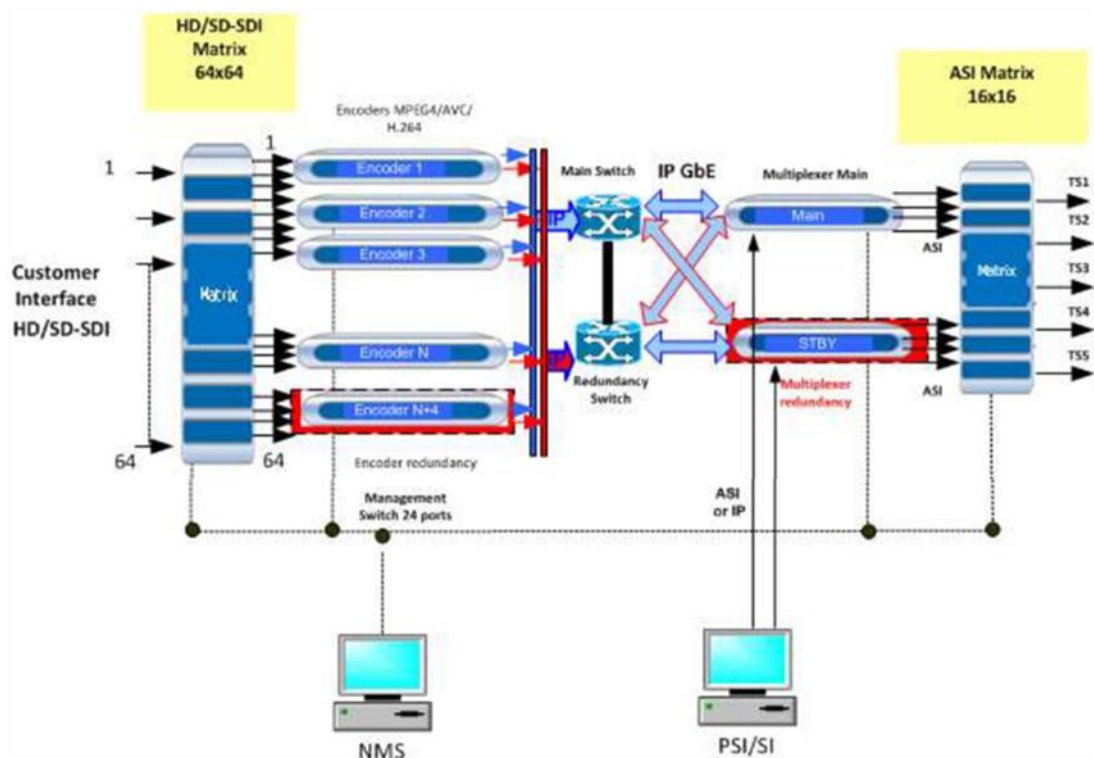 HD/SD-SDI
Matrix
64x64
ASI Matrix
16x16
Encoders MPEG4/AVC/
H.264
1
1
Encoder 1
Main Switch
IP GbE
Multiplexer Main
Encoder 2
IP
Main
TS1
TS2
ASI
Encoder 3
Customer
Interface
HD/SD-SDI
Matrix
Matrix
TS3
TS4
Encoder N
STBY
TS5
Redundancy
Switch
Multiplexer
redundancy
ASI
Encoder N+4
64
64
Encoder redundancy
Management
Switch 24 ports
ASI
or IP
NMS
PSI/SI